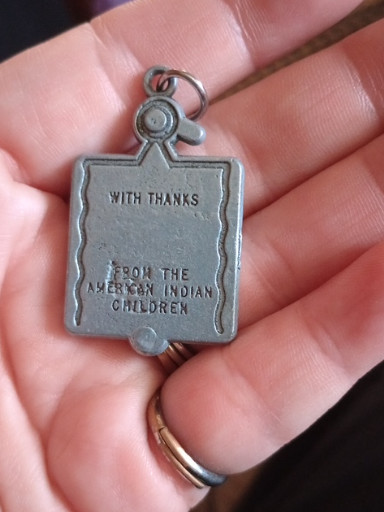 WITH THANKS
FROM THE
AMERICAN INDIAN
CHILDREN